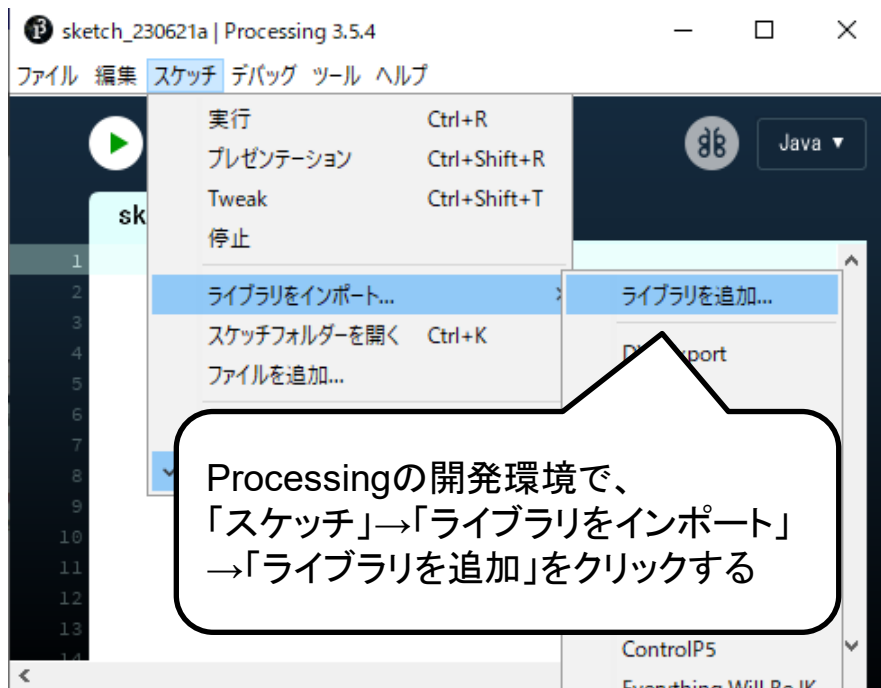 sketch_230621a | Processing 3.5.4
ファイル 編集 スケッチ デバッグ ツール ヘルプ
実行 Ctrl+R
プレゼンテーション Ctrl+Shift+R
Java ▼
Tweak Ctrl+Shift+T
sk
停止
1
2
ライブラリをインポート...
ライブラリを追加...
3
スケッチフォルダーを開く Ctrl+K
4
5
ファイルを追加...
6
7
8
9
10
11
12
13
14
Processingの開発環境で、
「スケッチ」→「ライブラリをインポート」
→「ライブラリを追加」をクリックする
ControlP5